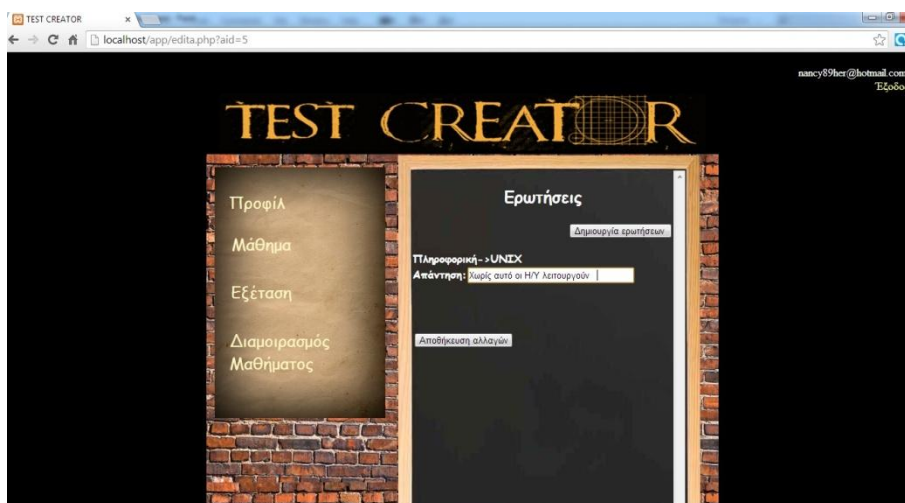 TEST CREATOR
localhost/app/edita.php?aid=5
nancy89her@hotmail.com
Έξοδο
TEST CREATOR
Προφίλ
Μάθημα
Εξέταση
Διαμοιρασμός
Μαθήματος
Ερωτήσεις
Δημιουργία ερωτήσεων
Πληροφορική->UNIX
Απάντηση: Χωρίς αυτό οι Η/Υ λειτουργούν
Αποθήκευση αλλαγών